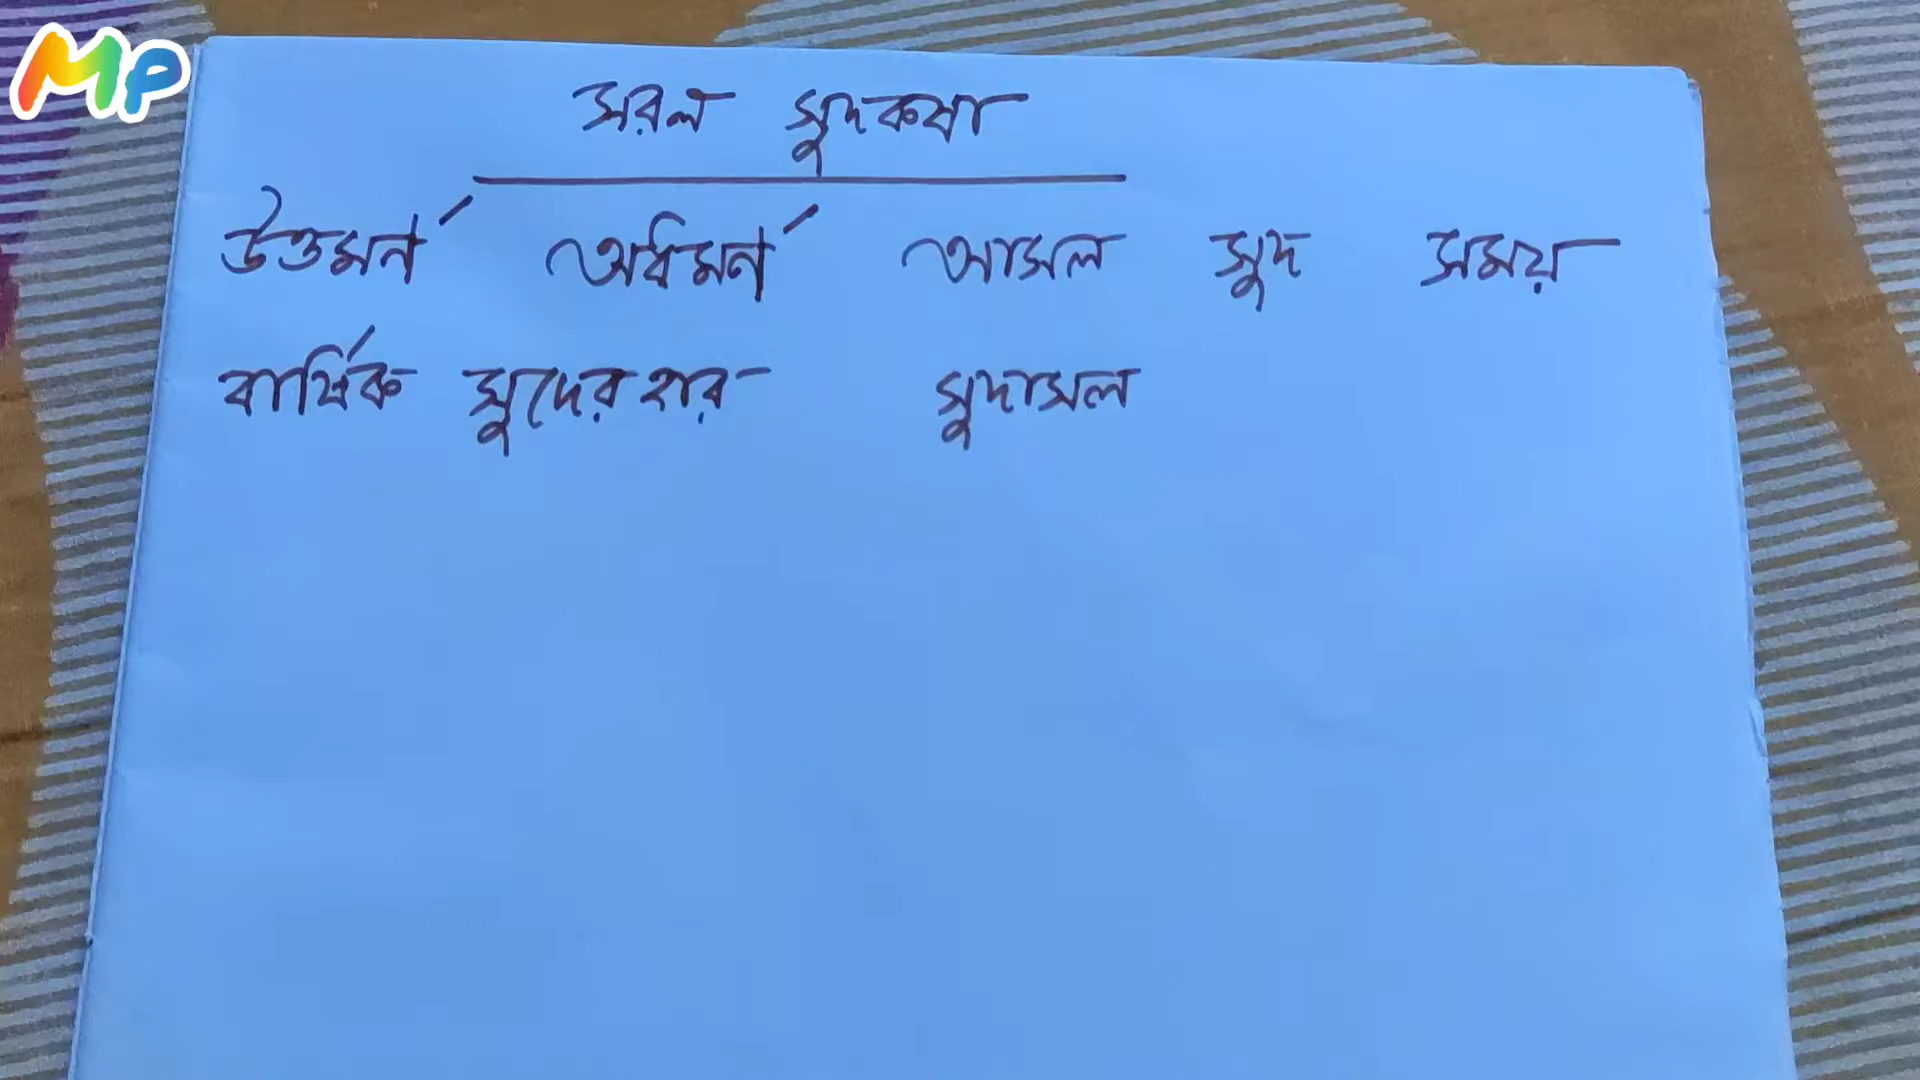 MP
সরল সুদকষা
উত্তমর্ন অধমর্ন আসল সুদ সময়
বার্ষিক সুদের হার সুদাসল